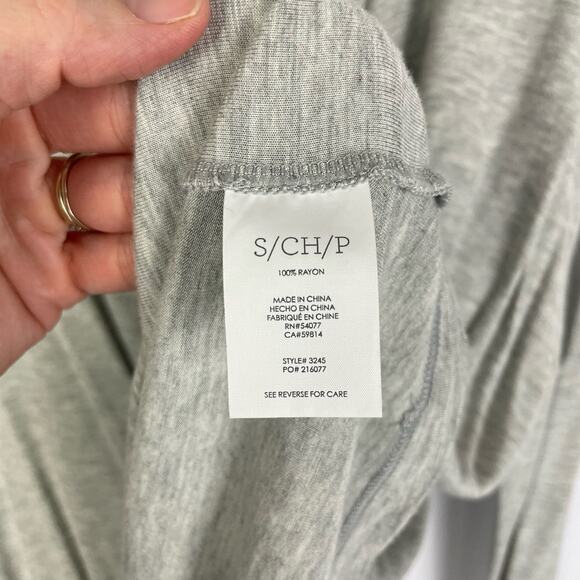 S/CH/P
100% RAYON
MADE IN CHINA
HECHO EN CHINA
FABRIQUÉ EN CHINE
RN#54077
CA#59814
STYLE# 3245
PO# 216077
SEE REVERSE FOR CARE